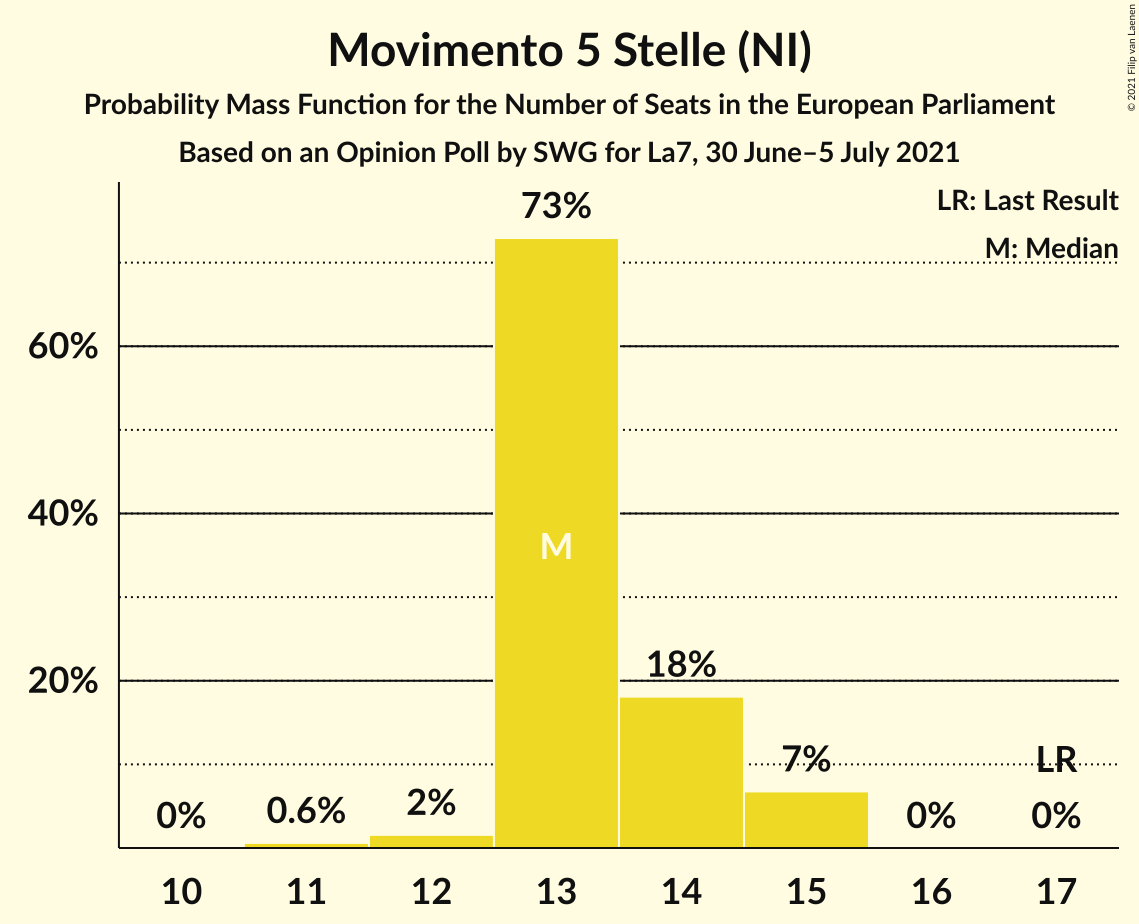 Movimento 5 Stelle (NI)
Probability Mass Function for the Number of Seats in the European Parliament
Based on an Opinion Poll by SWG for La7, 30 June–5 July 2021
© 2021 Filip van Laenen
LR: Last Result
M: Median
73%
60%
40%
M
20%
18%
7%
LR
0%
0.6%
2%
0%
0%
10
11
12
13
14
15
16
17